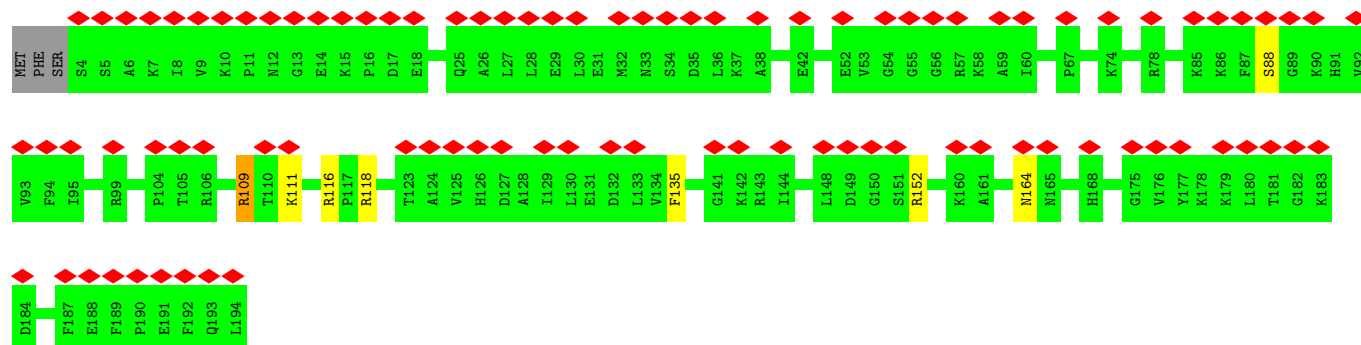 MET PHE SER S4 S5 A6 K7 I8 V9 K10 P11 N12 G13 E14 K15 P16 D17 E18 Q25 A26 L27 L28 E29 L30 E31 M32 N33 S34 D35 L36 K37 A38 E42 E52 V53 G54 G55 G56 R57 K58 A59 I60 P67 K74 R78 K85 K86 F87 S88 G89 K90 H91 V92
V93 F94 I95 R99 P104 T105 R106 R109 T110 K111 R116 P117 R118 T123 A124 V125 H126 D127 A128 I129 L130 E131 D132 L133 V134 F135 G141 K142 R143 I144 L148 D149 G150 S151 R152 K160 A161 N164 N165 H168 G175 V176 Y177 K178 K179 L180 T181 G182 K183
D184 F187 E188 F189 P190 E191 F192 Q193 L194